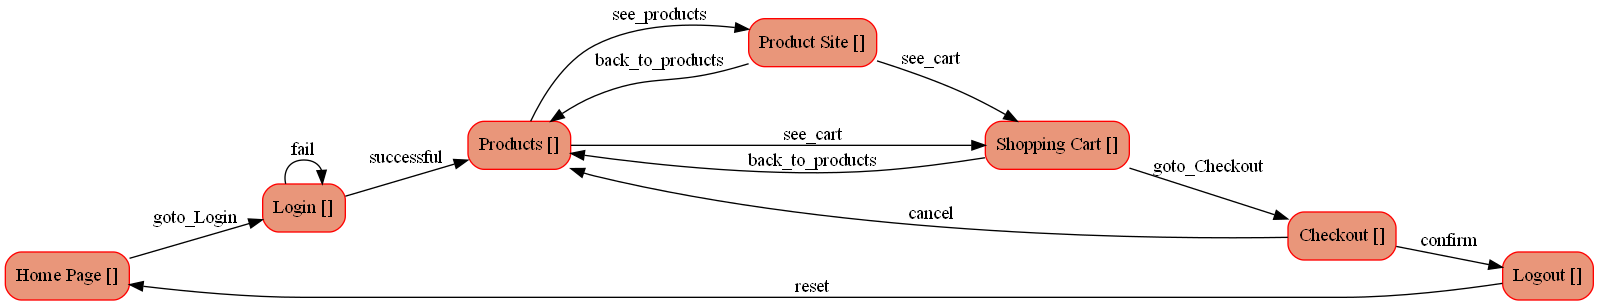 see_products
Product Site []
back_to_products
see_cart
Products []
see_cart
Shopping Cart []
back_to_products
fail
successful
goto_Checkout
Login []
goto_Login
cancel
Checkout []
confirm
Home Page []
Logout []
reset